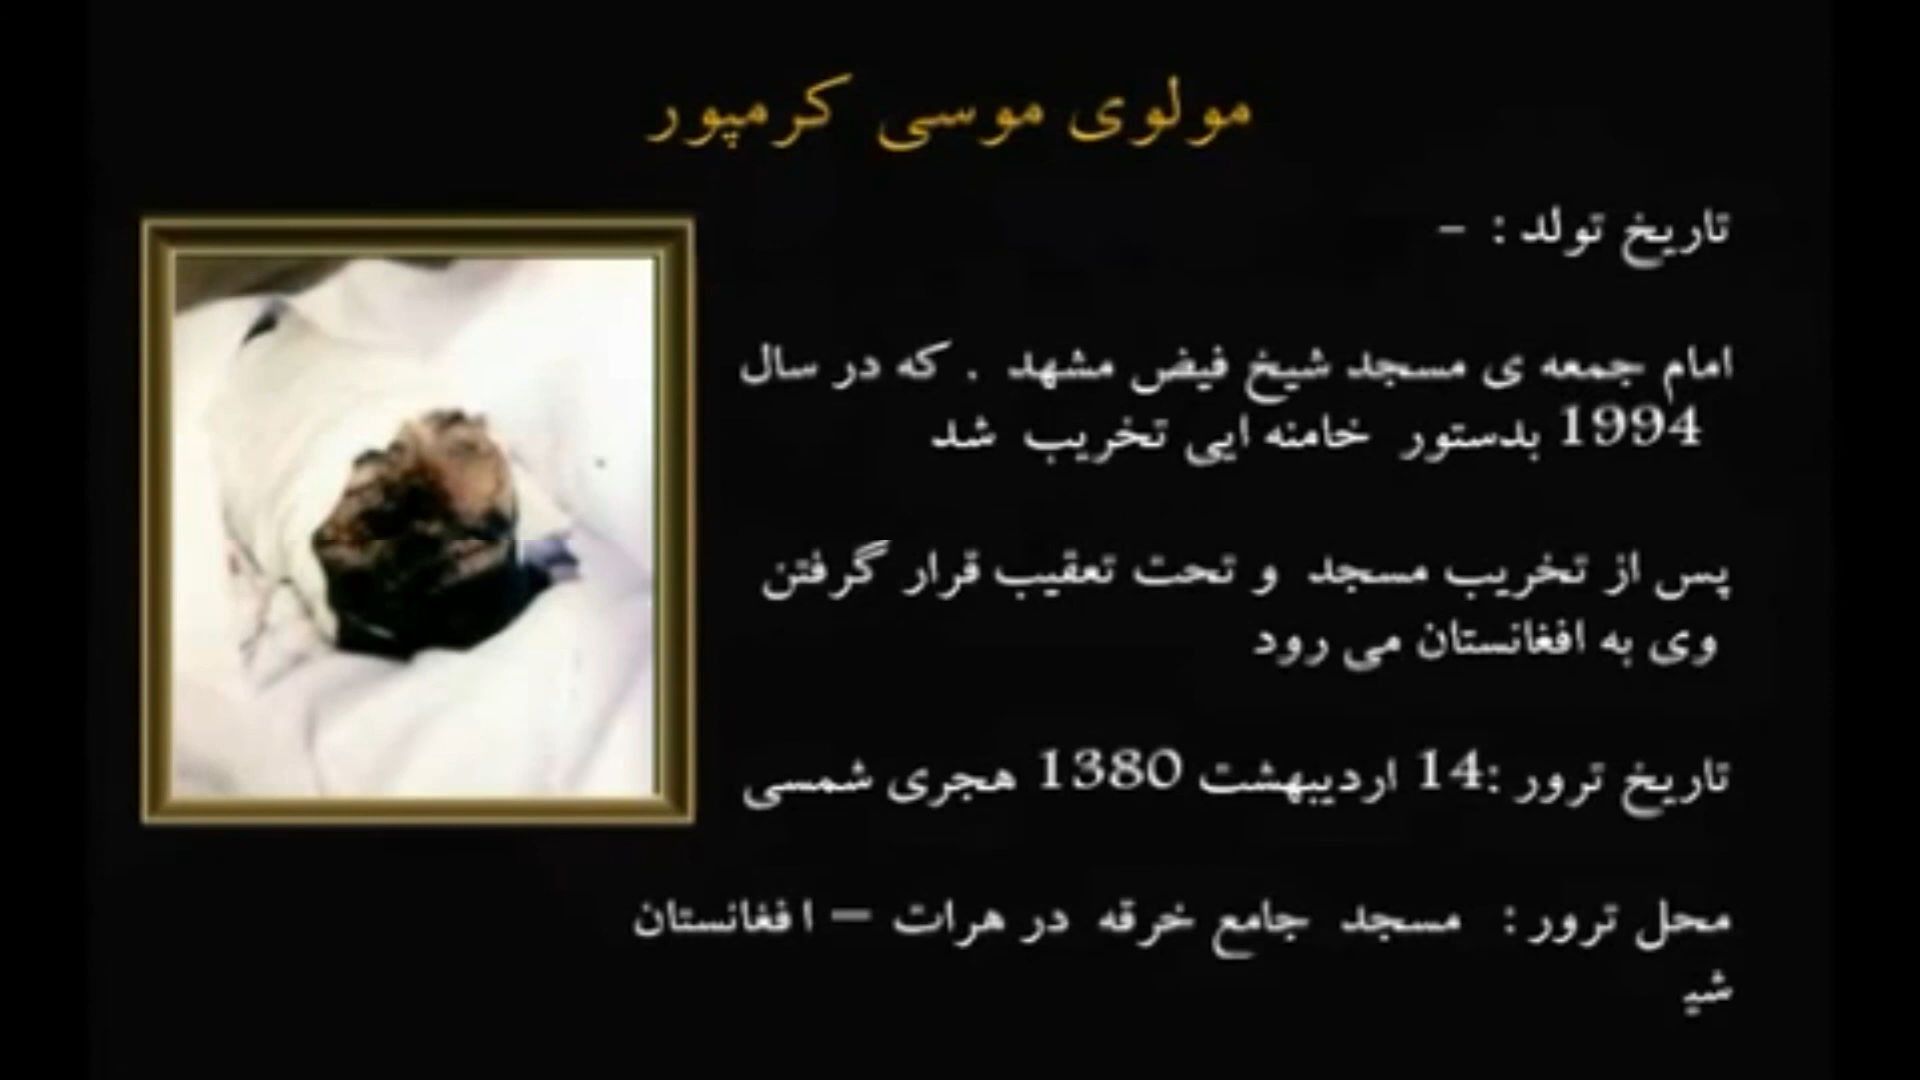 مولوی موسی کرمپور
تاریخ تولد : -
امام جمعه ی مسجد شیخ فیض مشهد . که در سال
1994 بدستور خامنه ایی تخریب شد
پس از تخریب مسجد و تحت تعقیب قرار گرفتن
وی به افغانستان می رود
تاریخ ترور :14 اردیبهشت 1380 هجری شمسی
محل ترور : مسجد جامع خرقه در هرات – افغانستان
شی